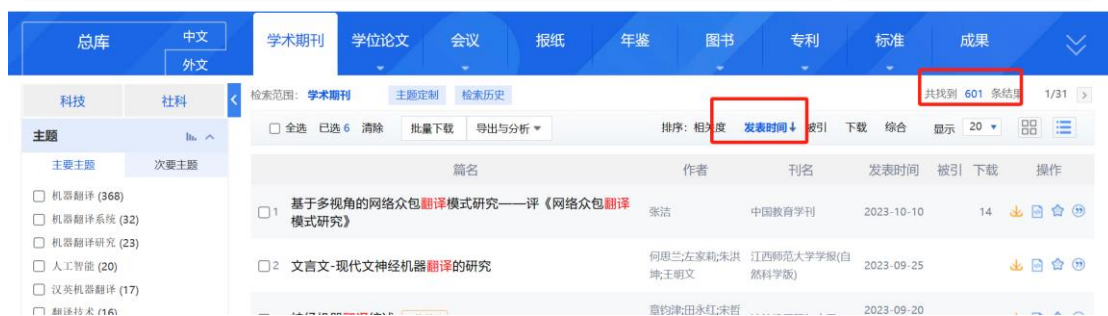 总库 中文 学术期刊 学位论文 会议 报纸 年鉴 图书 专利 标准 成果
外文
科技 社科 检索范围: 学术期刊 主题定制 检索历史 共找到 601 条结果 1/31
主题 全选 已选 6 清除 批量下载 导出与分析 排序: 相关度 发表时间↓ 被引 下载 综合 显示 20
主要主题 次要主题 篇名 作者 刊名 发表时间 被引 下载 操作
机器翻译 (368)
机器翻译系统 (32)
机器翻译研究 (23)
人工智能 (20)
汉英机器翻译 (17)
翻译技术 (16)
1 基于多视角的网络众包翻译模式研究——评《网络众包翻译
模式研究》 张洁 中国教育学刊 2023-10-10 14
2 文言文-现代文神经机器翻译的研究 何思兰;左家莉;朱洪 江西师范大学学报(自 2023-09-25
坤;王明文 然科学版)
章钧津;田永红;宋哲 2023-09-20